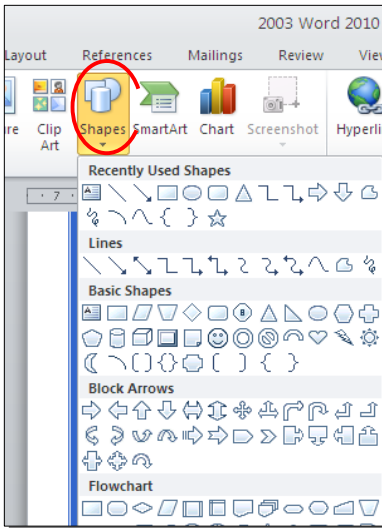 2003 Word 2010
Layout References Mailings Review
Clip Art Shapes SmartArt Chart Screenshot
7
Recently Used Shapes
Lines
Basic Shapes
Block Arrows
Flowchart